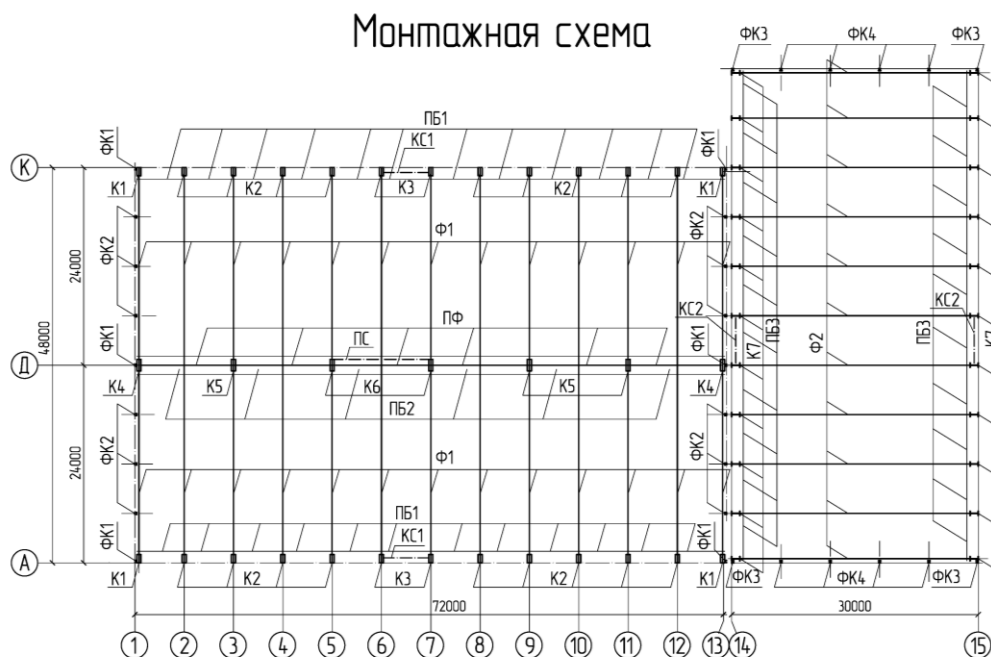 Монтажная схема
ФК3 ФК4 ФК3
ПБ1
ФК1 КС1 ФК1
К
К1 К2 К3 К2 К1
ФК2 ФК2
Ф1
24000
КС2 КС2
ПФ
ФК1 ПС ФК1
К7 ПБ3 Ф2 ПБ3 К7
48000
Д
К4 К5 К6 К5 К4
ПБ2
ФК2 ФК2
Ф1
24000
ПБ1
ФК1 КС1 ФК1
А
К1 К2 К3 К2 К1 ФК3 ФК4 ФК3
72000 30000
1 2 3 4 5 6 7 8 9 10 11 12 13 14 15